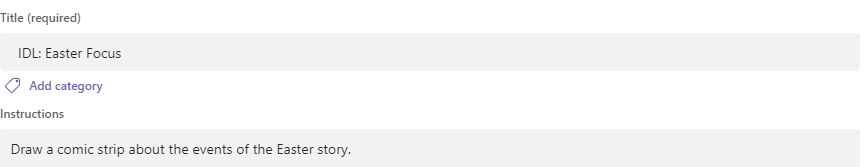 Title (required)
IDL: Easter Focus
Add category
Instructions
Draw a comic strip about the events of the Easter story.